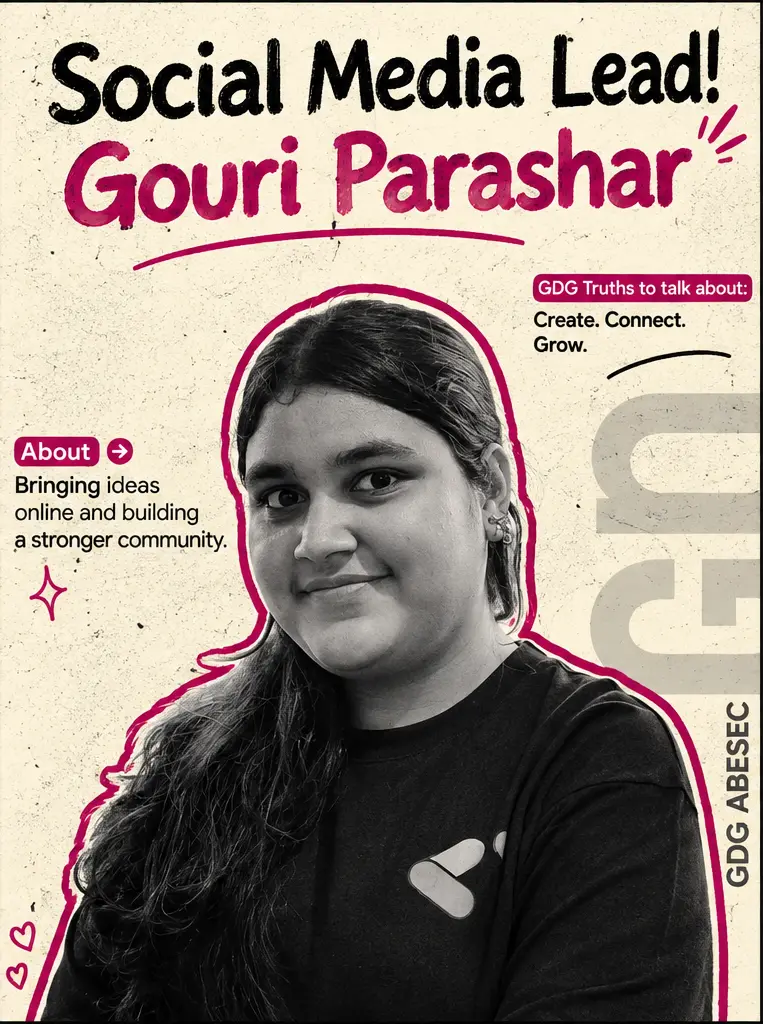 Social Media Lead!
Gouri Parashar
GDG Truths to talk about:
Create. Connect.
Grow.
About
Bringing ideas
online and building
a stronger community.
Gn
GDG ABESEC